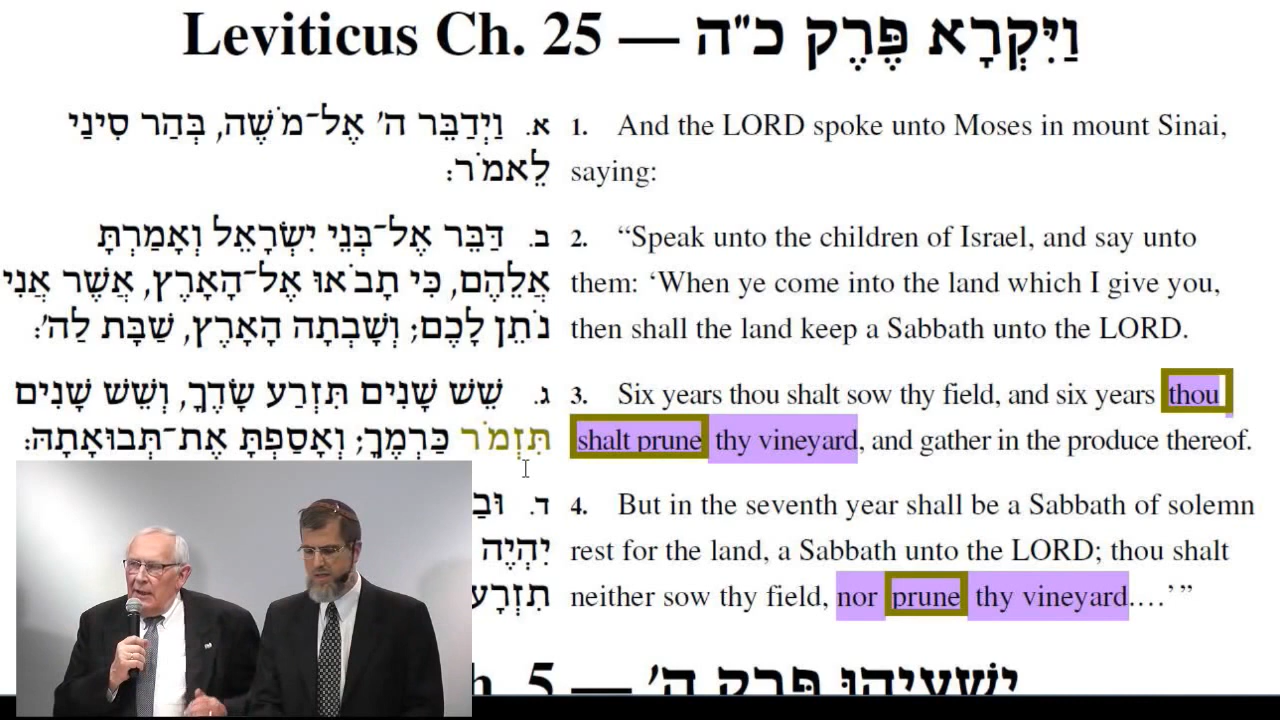 Leviticus Ch. 25 — וַיִּקְרָא פֶּרֶק כ״ה
א. וַיְדַבֵּר ה' אֶל־מֹשֶׁה, בְּהַר סִינַי
לֵאמֹר:
1. And the LORD spoke unto Moses in mount Sinai,
saying:
ב. דַּבֵּר אֶל־בְּנֵי יִשְׂרָאֵל וְאָמַרְתָּ
אֲלֵהֶם, כִּי תָבֹאוּ אֶל־הָאָרֶץ, אֲשֶׁר אֲנִי
נֹתֵן לָכֶם; וְשָׁבְתָה הָאָרֶץ, שַׁבָּת לַה':
2. “Speak unto the children of Israel, and say unto
them: ‘When ye come into the land which I give you,
then shall the land keep a Sabbath unto the LORD.
ג. שֵׁשׁ שָׁנִים תִּזְרַע שָׂדֶךָ, וְשֵׁשׁ שָׁנִים
תִּזְמֹר כַּרְמֶךָ; וְאָסַפְתָּ אֶת־תְּבוּאָתָהּ:
3. Six years thou shalt sow thy field, and six years thou
shalt prune thy vineyard, and gather in the produce thereof.
ד.
יִהְיֶה
4. But in the seventh year shall be a Sabbath of solemn
rest for the land, a Sabbath unto the LORD; thou shalt
neither sow thy field, nor prune thy vineyard.…’”
5 — יְשַׁעְיָהוּ פֶּרֶק ה'